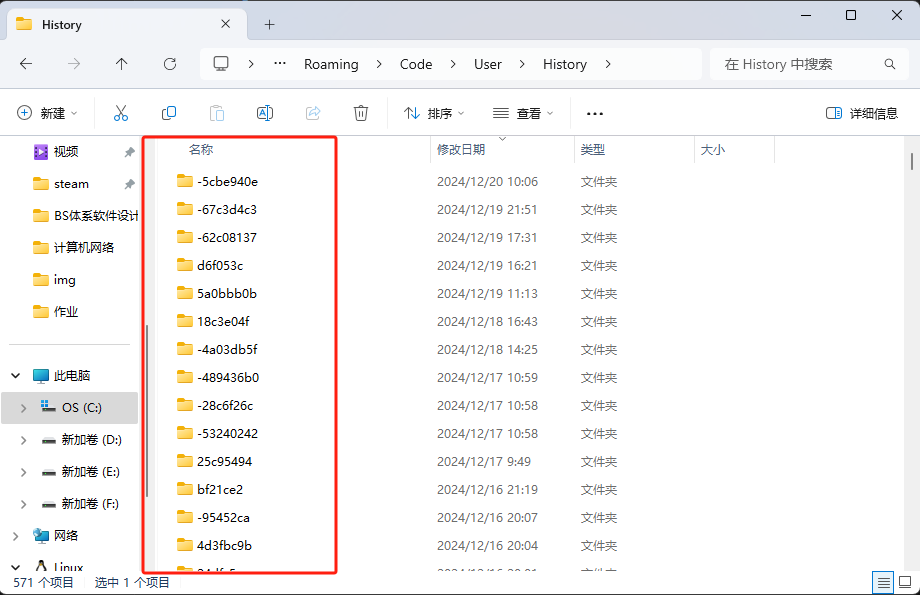 History
Roaming
Code
User
History
在 History 中搜索
新建
排序
查看
详细信息
视频
steam
BS体系软件设计
计算机网络
img
作业
此电脑
OS (C:)
新加卷 (D:)
新加卷 (E:)
新加卷 (F:)
网络
Linux
名称 修改日期 类型 大小
-5cbe940e 2024/12/20 10:06 文件夹
-67c3d4c3 2024/12/19 21:51 文件夹
-62c08137 2024/12/19 17:31 文件夹
d6f053c 2024/12/19 16:21 文件夹
5a0bbb0b 2024/12/19 11:13 文件夹
18c3e04f 2024/12/18 16:43 文件夹
-4a03db5f 2024/12/18 14:25 文件夹
-489436b0 2024/12/17 10:59 文件夹
-28c6f26c 2024/12/17 10:58 文件夹
-53240242 2024/12/17 10:58 文件夹
25c95494 2024/12/17 9:49 文件夹
bf21ce2 2024/12/16 21:19 文件夹
-95452ca 2024/12/16 20:07 文件夹
4d3fbc9b 2024/12/16 20:04 文件夹
571 个项目 选中 1 个项目